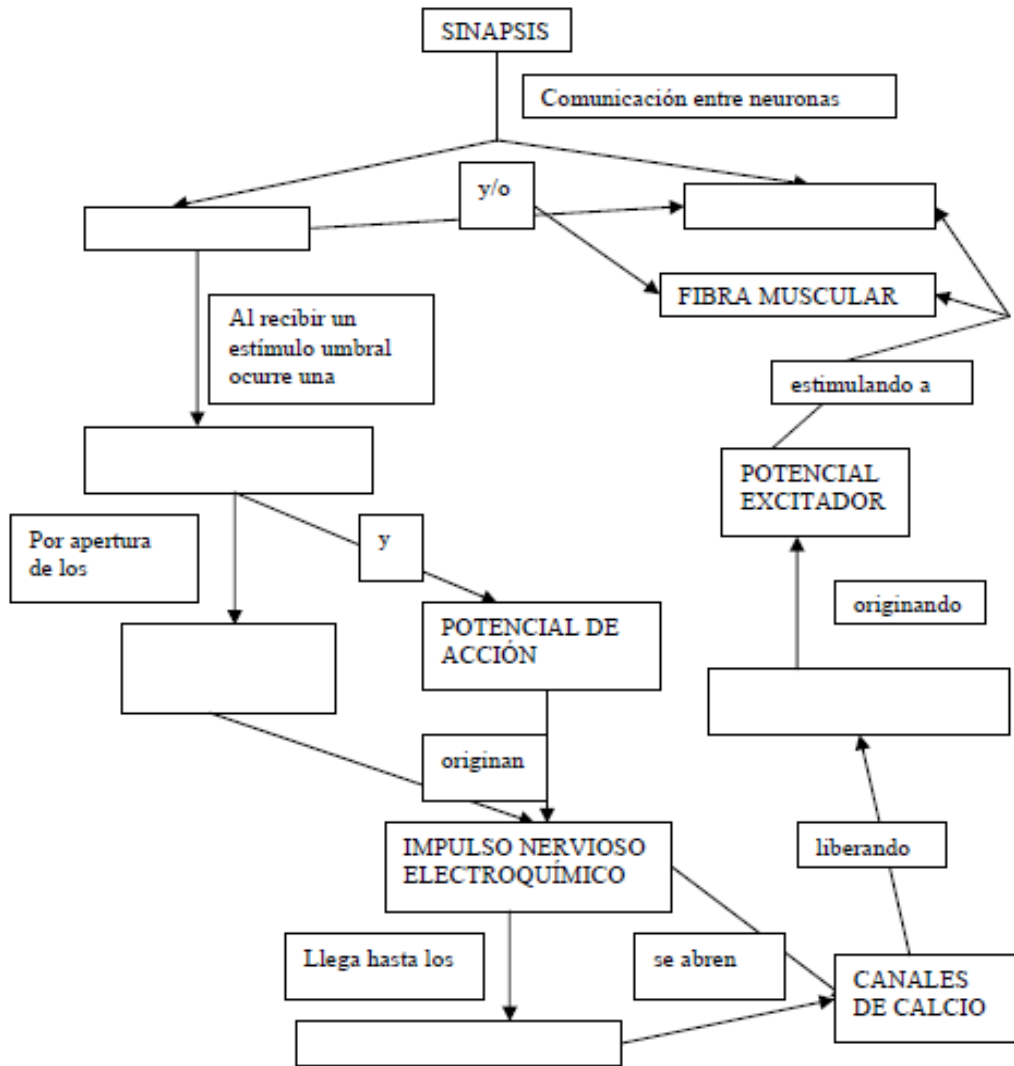 SINAPSIS
Comunicación entre neuronas
y/o
FIBRA MUSCULAR
Al recibir un
estímulo umbral
ocurre una
estimulando a
POTENCIAL
EXCITADOR
Por apertura
de los
y
originando
POTENCIAL DE
ACCIÓN
originan
IMPULSO NERVIOSO
ELECTROQUÍMICO
liberando
Llega hasta los
se abren
CANALES
DE CALCIO